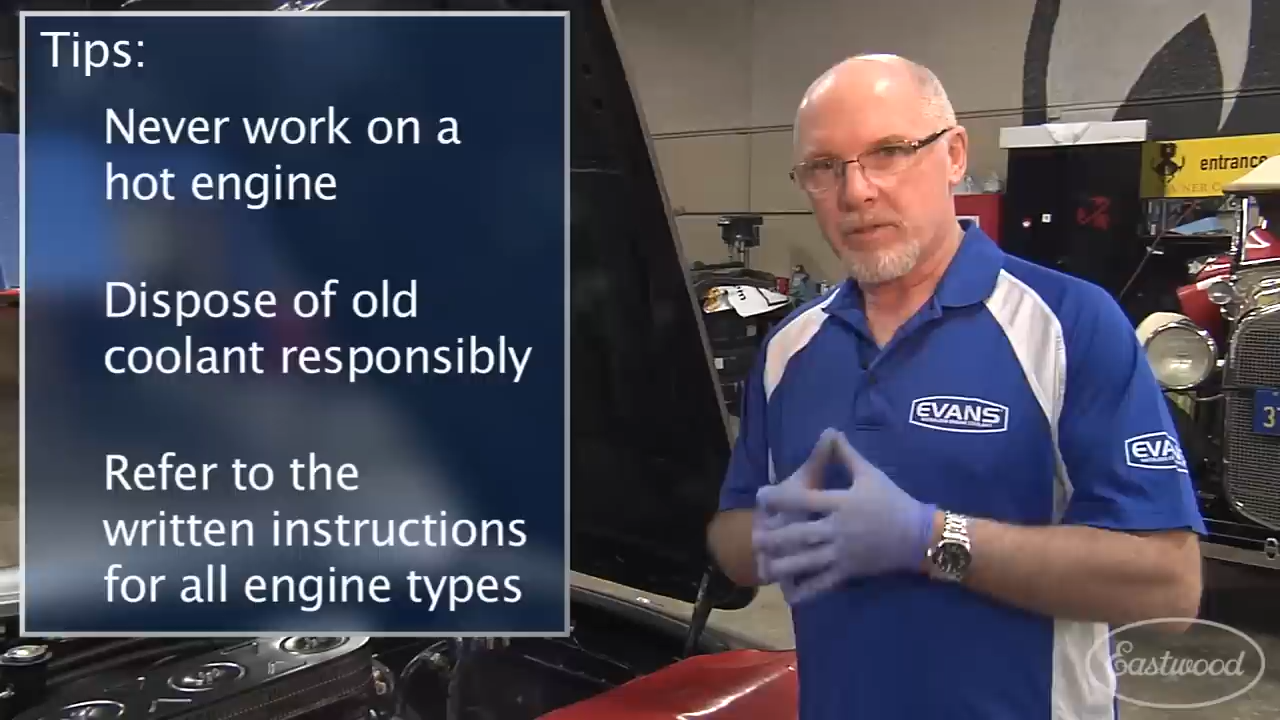 Tips:
Never work on a
hot engine
Dispose of old
coolant responsibly
Refer to the
written instructions
for all engine types
entrance
EVANS
EVANS
3
Eastwood